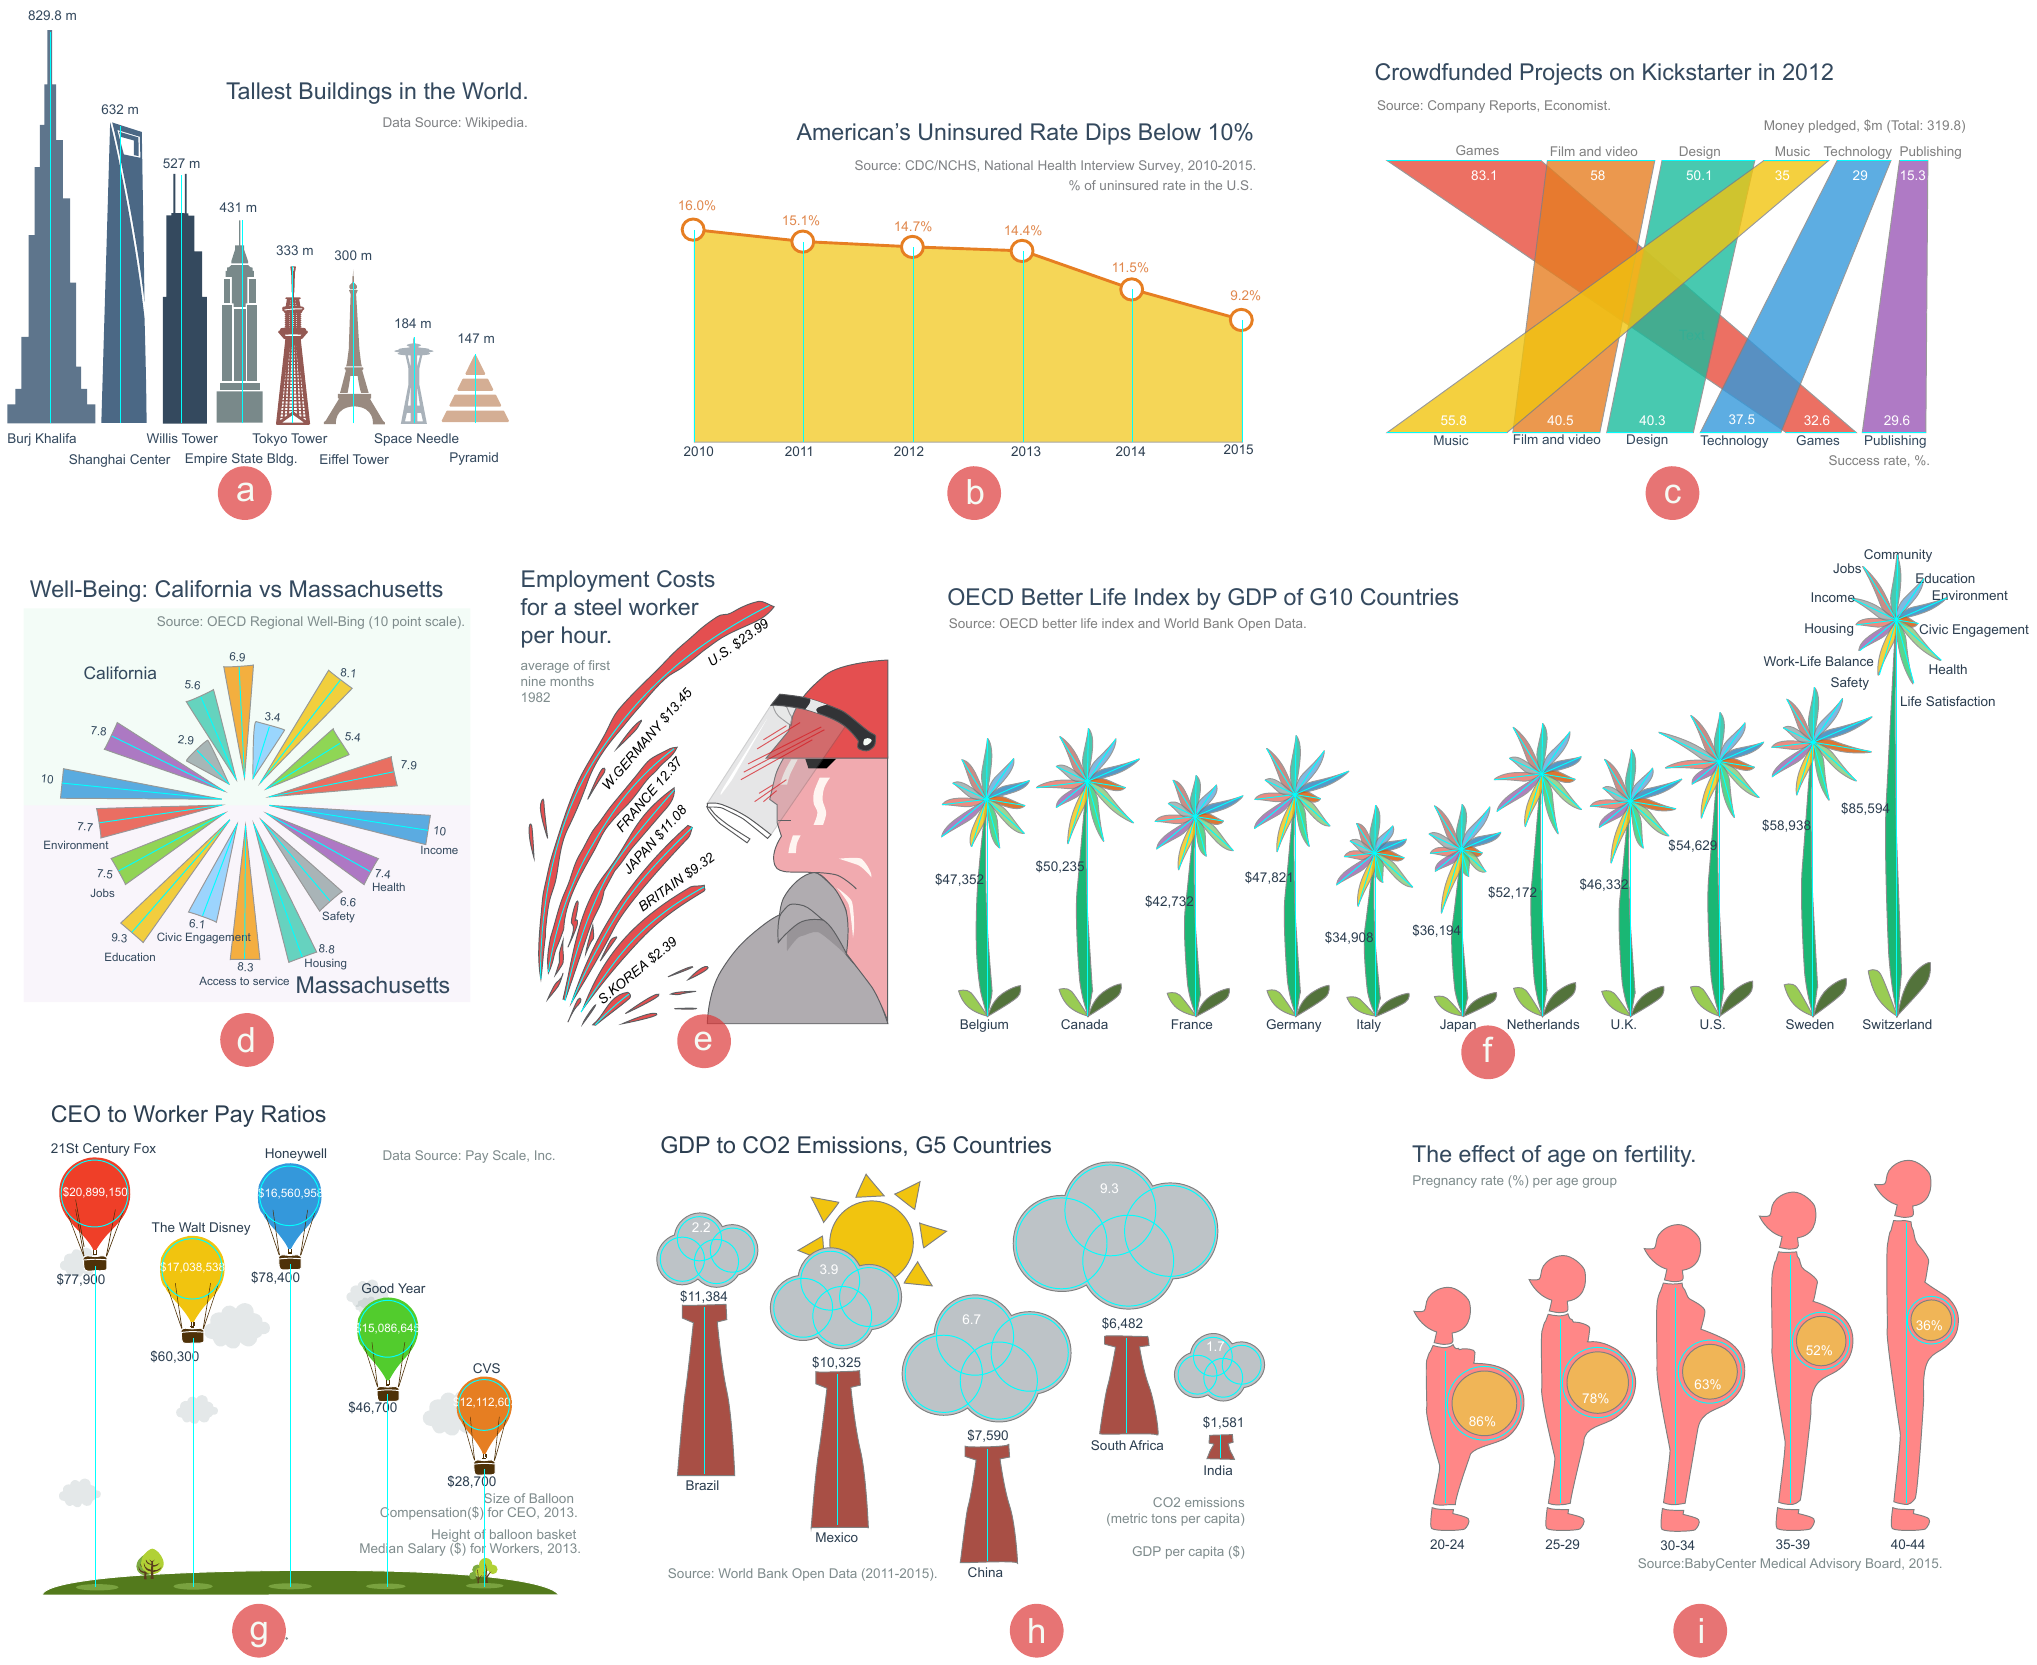 829.8 m
Tallest Buildings in the World.
Data Source: Wikipedia.
632 m
527 m
431 m
333 m
300 m
184 m
147 m
Burj Khalifa
Willis Tower
Tokyo Tower
Space Needle
Shanghai Center
Empire State Bldg.
Eiffel Tower
Pyramid
a
American's Uninsured Rate Dips Below 10%
Source: CDC/NCHS, National Health Interview Survey, 2010-2015.
% of uninsured rate in the U.S.
16.0%
15.1%
14.7%
14.4%
11.5%
9.2%
2010
2011
2012
2013
2014
2015
b
Crowdfunded Projects on Kickstarter in 2012
Source: Company Reports, Economist.
Money pledged, $m (Total: 319.8)
Games
Film and video
Design
Music
Technology
Publishing
83.1
58
50.1
35
29
15.3
55.8
40.5
40.3
37.5
32.6
29.6
Music
Film and video
Design
Technology
Games
Publishing
Success rate, %.
c
Well-Being: California vs Massachusetts
Source: OECD Regional Well-Bing (10 point scale).
California
6.9
8.1
5.6
3.4
7.8
2.9
5.4
7.9
10
7.7
Environment
10
Income
7.5
Jobs
7.4
Health
6.6
Safety
9.3
Education
6.1
Civic Engagement
8.8
Housing
8.3
Access to service
Massachusetts
d
Employment Costs
for a steel worker
per hour.
average of first
nine months
1982
U.S. $23.99
W.GERMANY $13.45
FRANCE 12.37
JAPAN $11.08
BRITAIN $9.32
S.KOREA $2.39
e
OECD Better Life Index by GDP of G10 Countries
Source: OECD better life index and World Bank Open Data.
Community
Jobs
Education
Income
Environment
Housing
Civic Engagement
Work-Life Balance
Health
Safety
Life Satisfaction
$47,352
$50,235
$42,732
$47,821
$34,908
$36,194
$52,172
$46,332
$54,629
$58,938
$85,594
Belgium
Canada
France
Germany
Italy
Japan
Netherlands
U.K.
U.S.
Sweden
Switzerland
f
CEO to Worker Pay Ratios
Data Source: Pay Scale, Inc.
21St Century Fox
$20,899,150
$77,900
The Walt Disney
$17,038,538
$60,300
Honeywell
$16,560,958
$78,400
Good Year
$15,086,645
$46,700
CVS
$28,700
Size of Balloon
Compensation($) for CEO, 2013.
Height of balloon basket
Median Salary ($) for Workers, 2013.
g
.
GDP to CO2 Emissions, G5 Countries
2.2
3.9
6.7
9.3
1.7
$11,384
$10,325
$7,590
$6,482
$1,581
Brazil
Mexico
China
South Africa
India
CO2 emissions
(metric tons per capita)
GDP per capita ($)
Source: World Bank Open Data (2011-2015).
h
The effect of age on fertility.
Pregnancy rate (%) per age group
86%
78%
63%
52%
36%
20-24
25-29
30-34
35-39
40-44
Source:BabyCenter Medical Advisory Board, 2015.
i